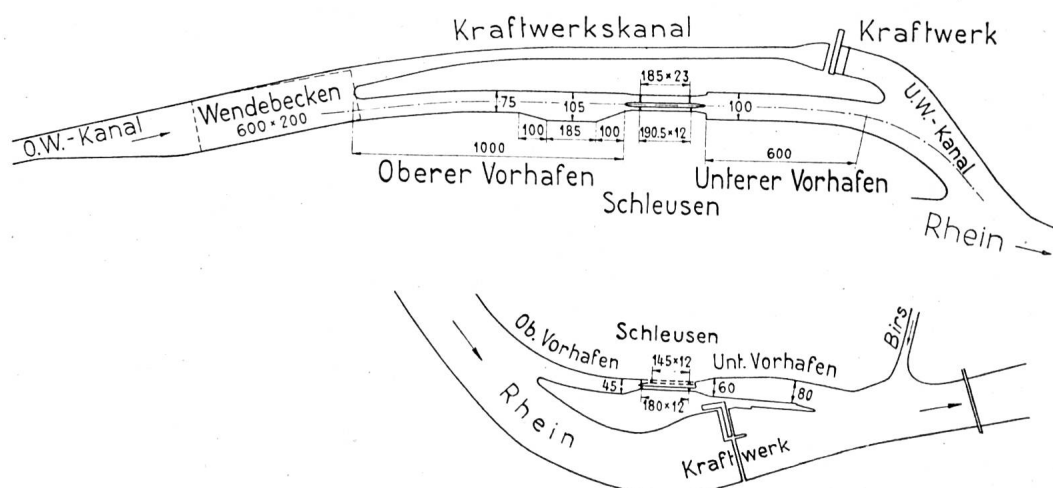 Kraftwerkskanal
Kraftwerk
185×23
Wendebecken
600×200
O.W.-Kanal
75
105
100
U.W.-Kanal
100
185
100
190.5×12
1000
600
Oberer Vorhafen
Unterer Vorhafen
Schleusen
Rhein
Ob. Vorhafen
Schleusen
Birs
145×12
Unt. Vorhafen
45
60
80
180×12
Rhein
Kraftwerk